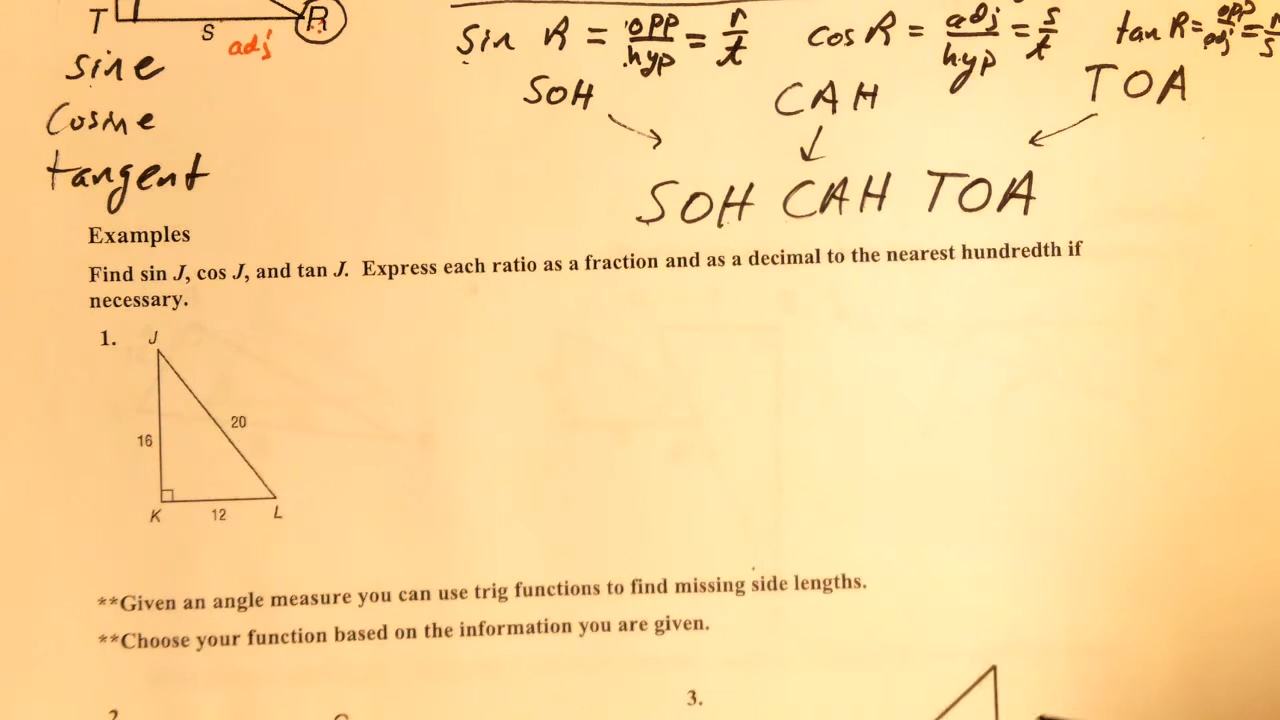 T S adj R
sin R = opp/hyp = r/t cos R = adj/hyp = s/t tan R = opp/adj = r/s
sine
SOH CAH TOA
cosine
tangent
SOH CAH TOA
Examples
Find sin J, cos J, and tan J. Express each ratio as a fraction and as a decimal to the nearest hundredth if
necessary.
1. J
20
16
K 12 L
**Given an angle measure you can use trig functions to find missing side lengths.
**Choose your function based on the information you are given.
3.